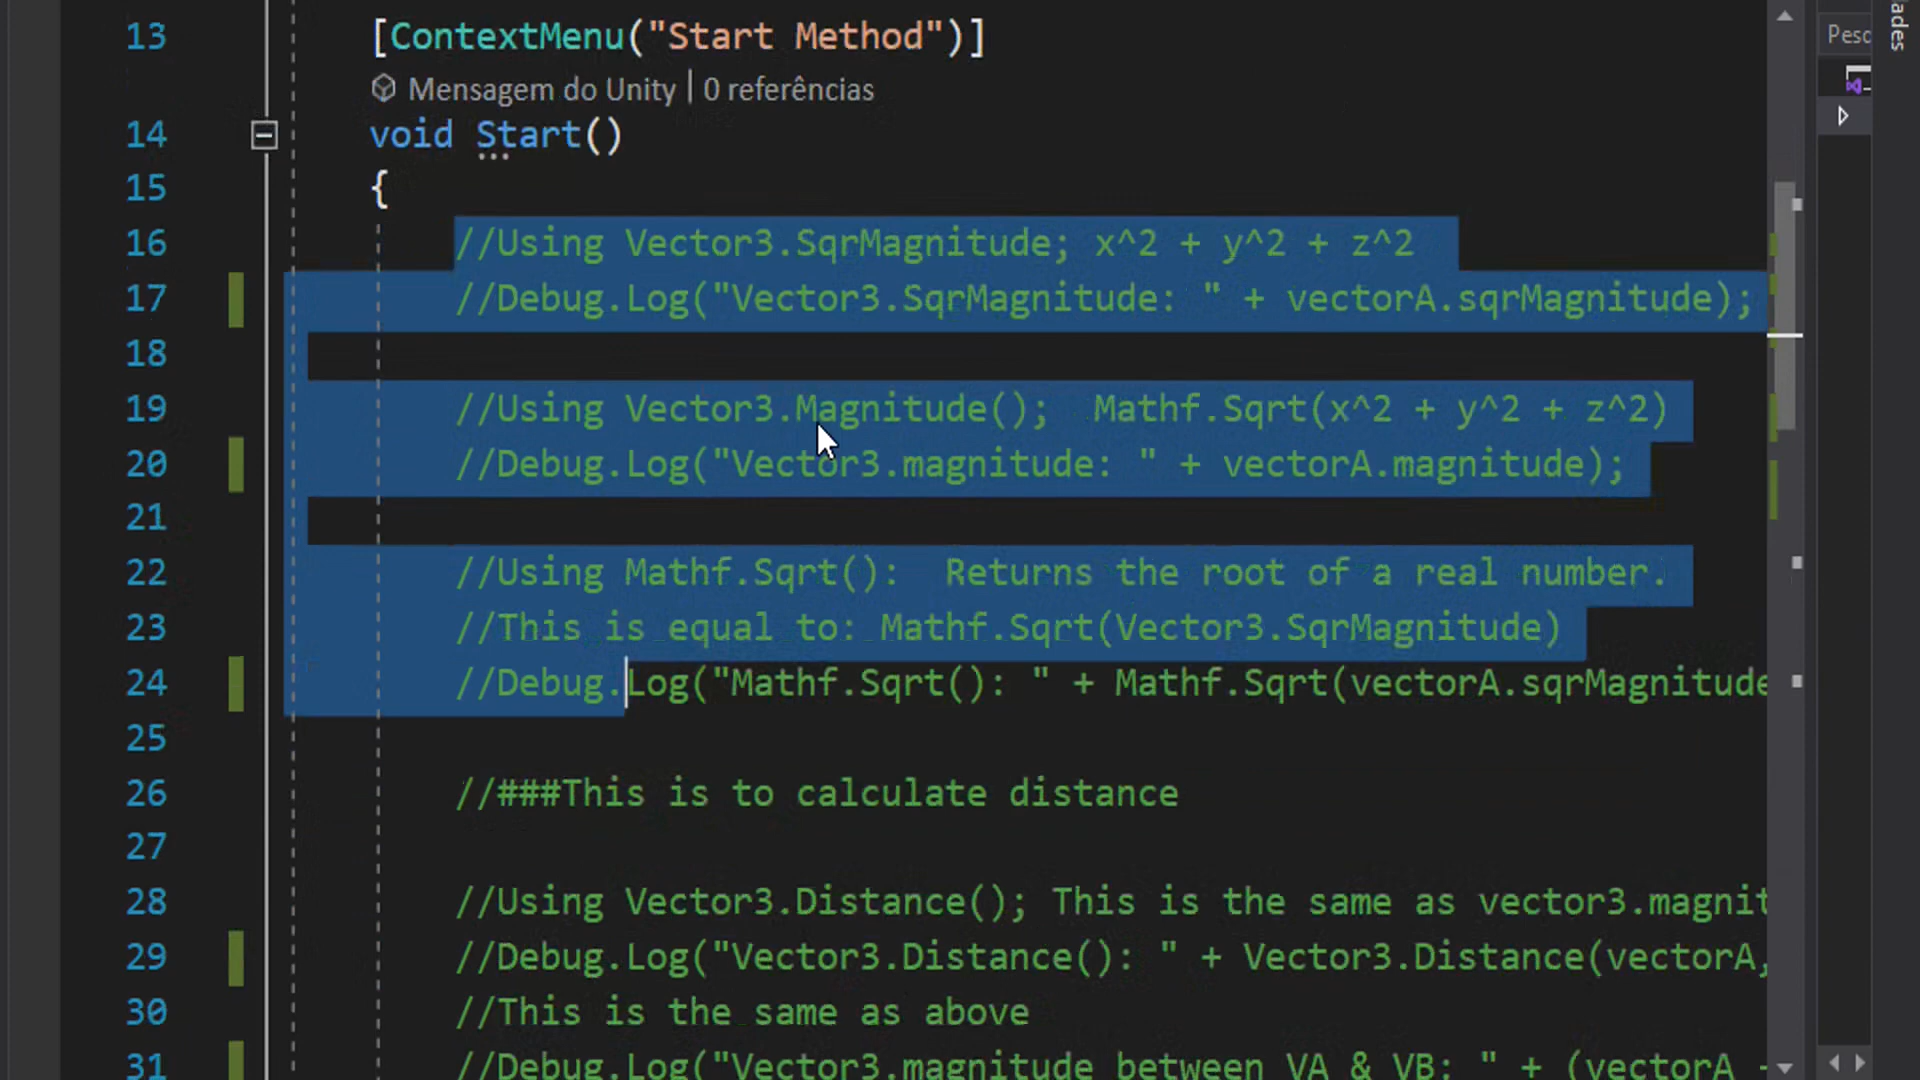 ades
Pesq
13 [ContextMenu("Start Method")]
Mensagem do Unity | 0 referências
14 void Start()
15 {
16 //Using Vector3.SqrMagnitude; x^2 + y^2 + z^2
17 //Debug.Log("Vector3.SqrMagnitude: " + vectorA.sqrMagnitude);
18
19 //Using Vector3.Magnitude();  Mathf.Sqrt(x^2 + y^2 + z^2)
20 //Debug.Log("Vector3.magnitude: " + vectorA.magnitude);
21
22 //Using Mathf.Sqrt():  Returns the root of a real number.
23 //This is equal to: Mathf.Sqrt(Vector3.SqrMagnitude)
24 //Debug.Log("Mathf.Sqrt(): " + Mathf.Sqrt(vectorA.sqrMagnitude
25
26 //###This is to calculate distance
27
28 //Using Vector3.Distance(); This is the same as vector3.magnit
29 //Debug.Log("Vector3.Distance(): " + Vector3.Distance(vectorA,
30 //This is the same as above
31 //Debug.Log("Vector3.magnitude between VA & VB: " + (vectorA -